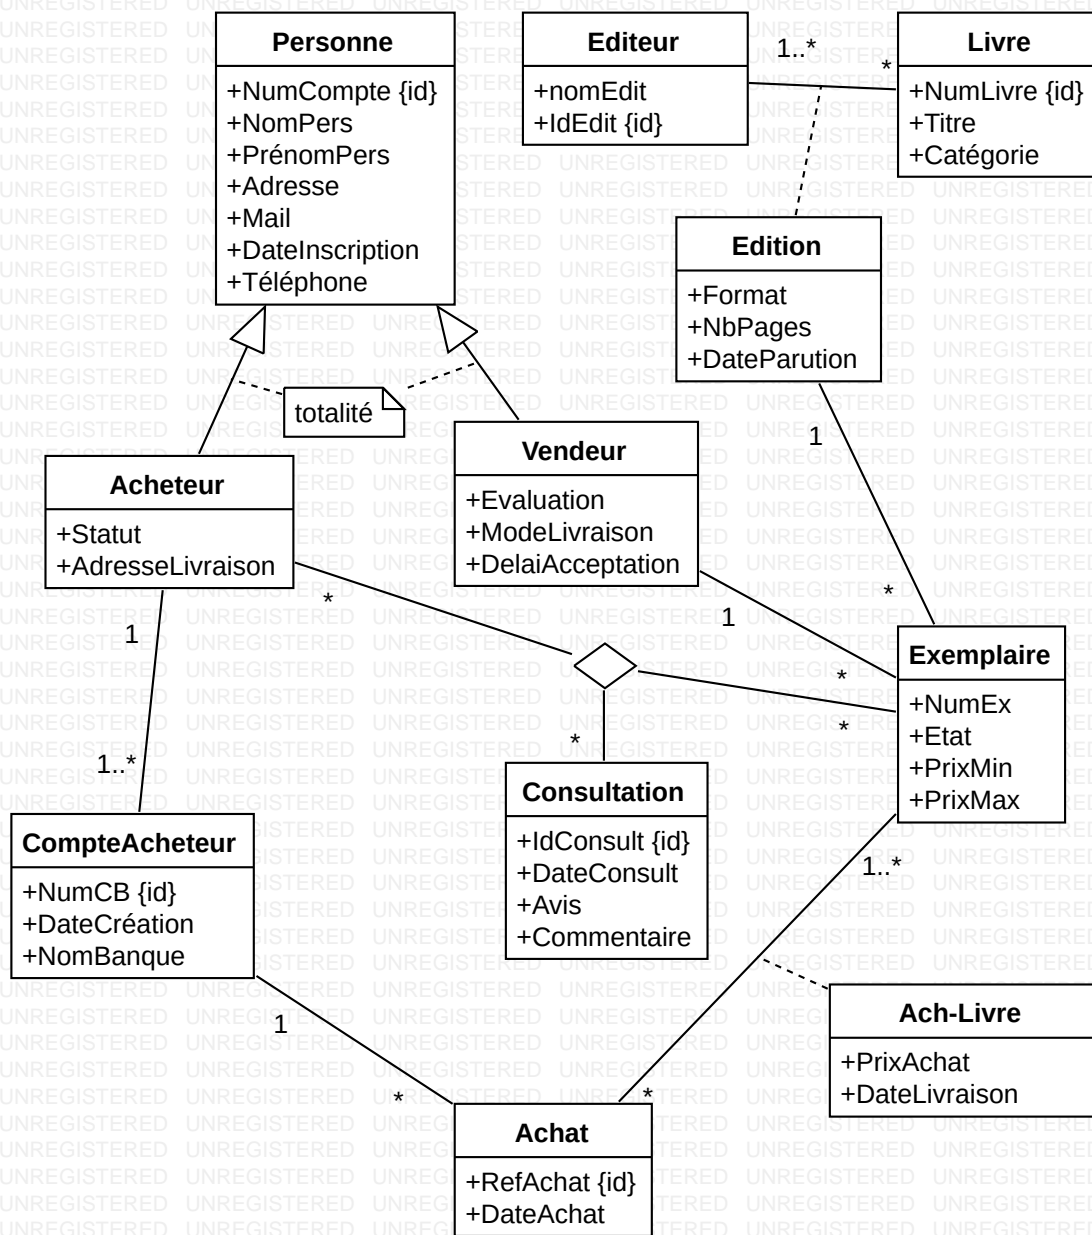 Personne
+NumCompte {id}
+NomPers
+PrénomPers
+Adresse
+Mail
+DateInscription
+Téléphone
Editeur
+nomEdit
+IdEdit {id}
1..*
*
Livre
+NumLivre {id}
+Titre
+Catégorie
Edition
+Format
+NbPages
+DateParution
totalité
1
*
Acheteur
+Statut
+AdresseLivraison
Vendeur
+Evaluation
+ModeLivraison
+DelaiAcceptation
*
1
*
*
*
1
1..*
Exemplaire
+NumEx
+Etat
+PrixMin
+PrixMax
Consultation
+IdConsult {id}
+DateConsult
+Avis
+Commentaire
CompteAcheteur
+NumCB {id}
+DateCréation
+NomBanque
1..*
*
1
*
Ach-Livre
+PrixAchat
+DateLivraison
Achat
+RefAchat {id}
+DateAchat
UNREGISTERED